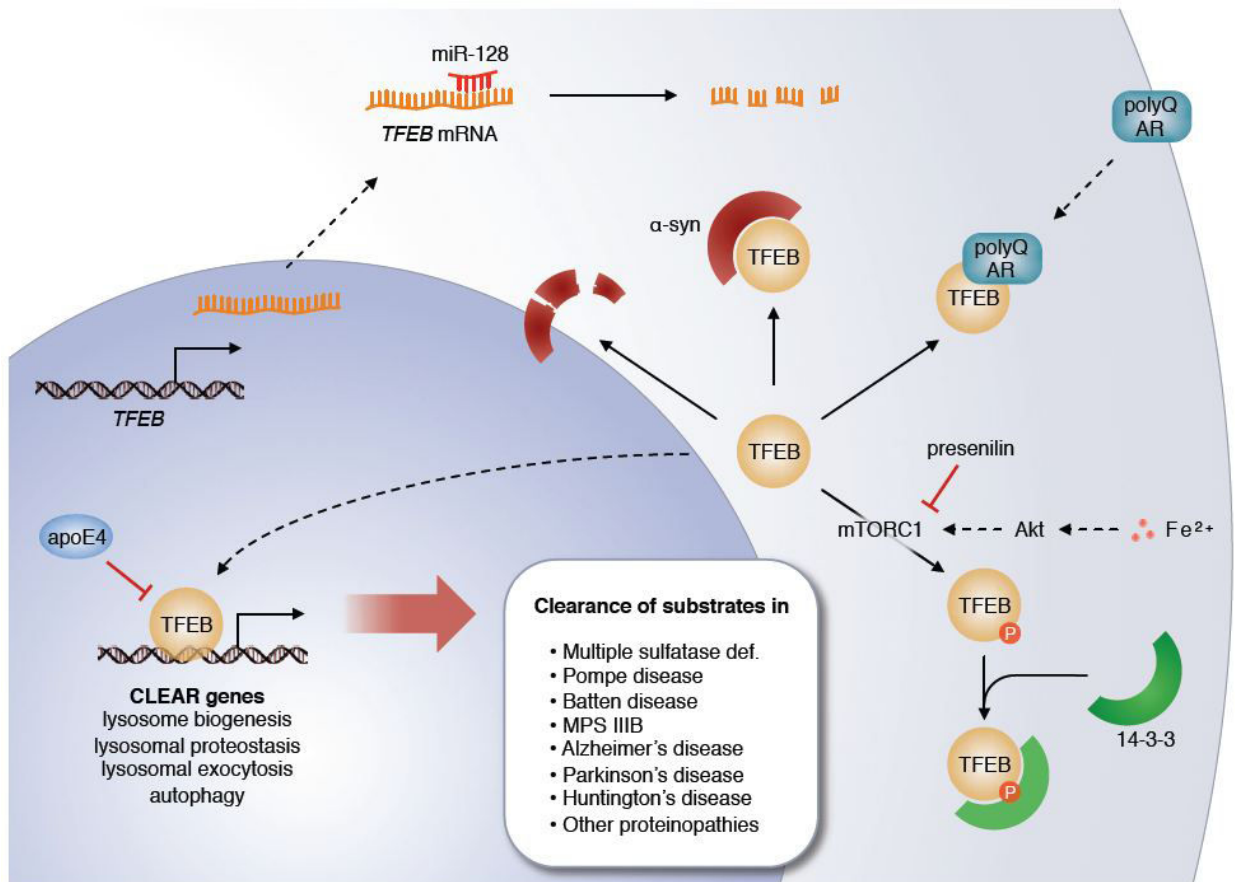 miR-128
TFEB mRNA
polyQ
AR
α-syn
TFEB
polyQ
AR
TFEB
TFEB
TFEB
presenilin
mTORC1
Akt
Fe²⁺
apoE4
TFEB
CLEAR genes
lysosome biogenesis
lysosomal proteostasis
lysosomal exocytosis
autophagy
Clearance of substrates in
• Multiple sulfatase def.
• Pompe disease
• Batten disease
• MPS IIIB
• Alzheimer's disease
• Parkinson's disease
• Huntington's disease
• Other proteinopathies
TFEB
P
14-3-3
TFEB
P